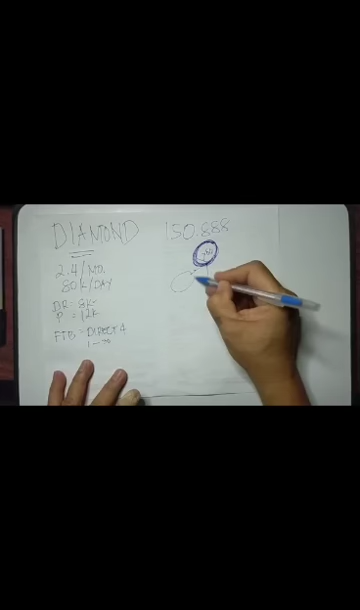 DIAMOND
2.4/MO.
80K/DAY
DR = 8K
P = 12K
FTB = DIRECT 4
150.888